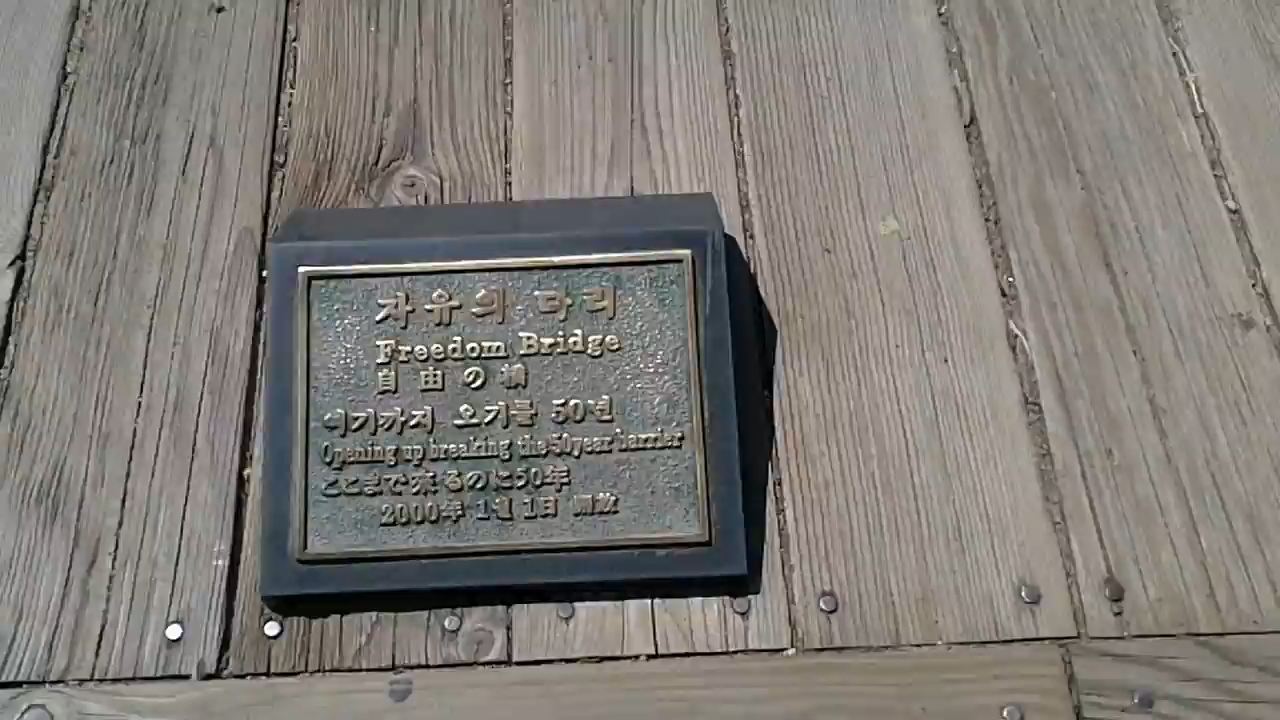 자유의 다리
Freedom Bridge
自由の橋
여기까지 오기를 50년
Opening up breaking the 50year barrier
ここまで来るのに50年
2000年 1月 1日 開放